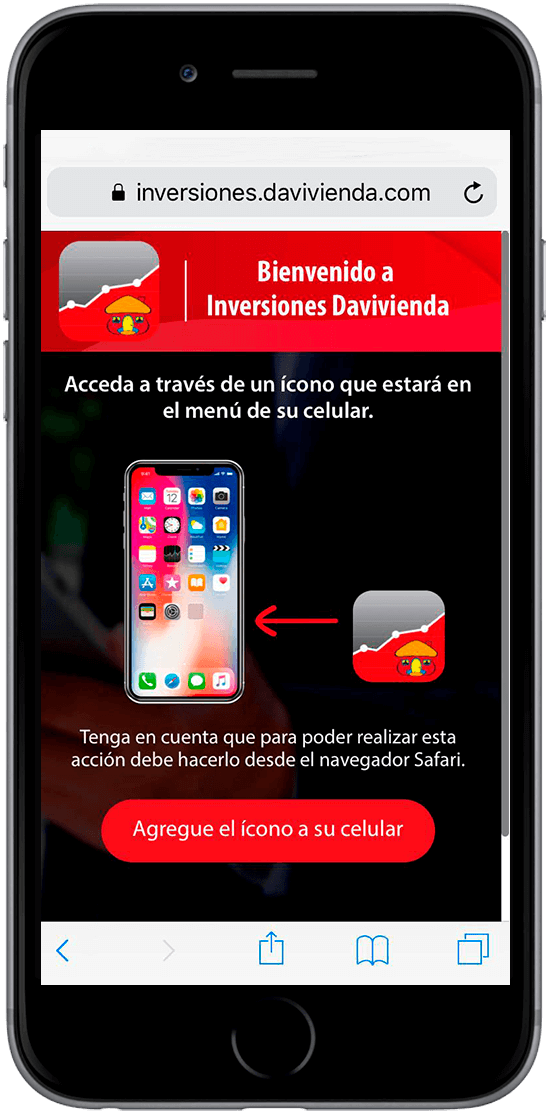 inversiones.davivienda.com
Bienvenido a
Inversiones Davivienda
Acceda a través de un ícono que estará en
el menú de su celular.
12
Tenga en cuenta que para poder realizar esta
acción debe hacerlo desde el navegador Safari.
Agregue el ícono a su celular